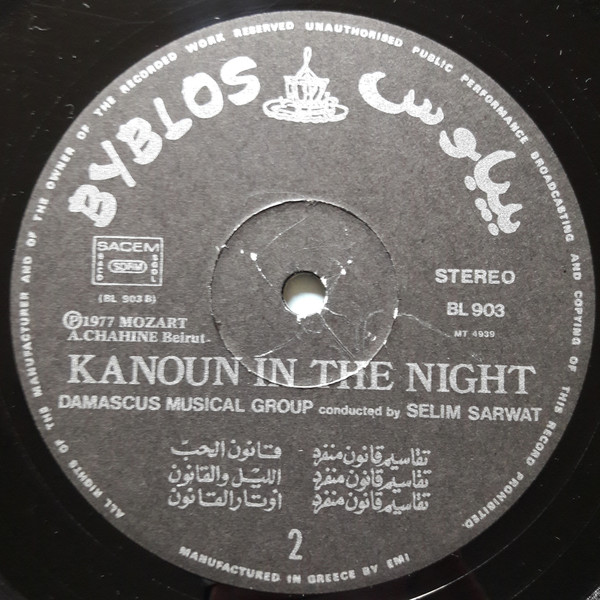 ALL RIGHTS OF THE MANUFACTURER AND OF THE OWNER OF THE RECORDED WORK RESERVED UNAUTHORISED PUBLIC PERFORMANCE BROADCASTING AND COPYING OF THIS RECORD PROHIBITED.
BYBLOS بيبلوس
SACEM
SACD SDRM SGDL
(BL 903 B)
STEREO
BL 903
MT 4939
℗1977 MOZART
A.CHAHINE Beirut-
KANOUN IN THE NIGHT
DAMASCUS MUSICAL GROUP conducted by SELIM SARWAT
قانون الحب تقاسيم قانون منفرد
الليل والقانون تقاسيم قانون منفرد
اوتار القانون تقاسيم قانون منفرد
2
MANUFACTURED IN GREECE BY EMI